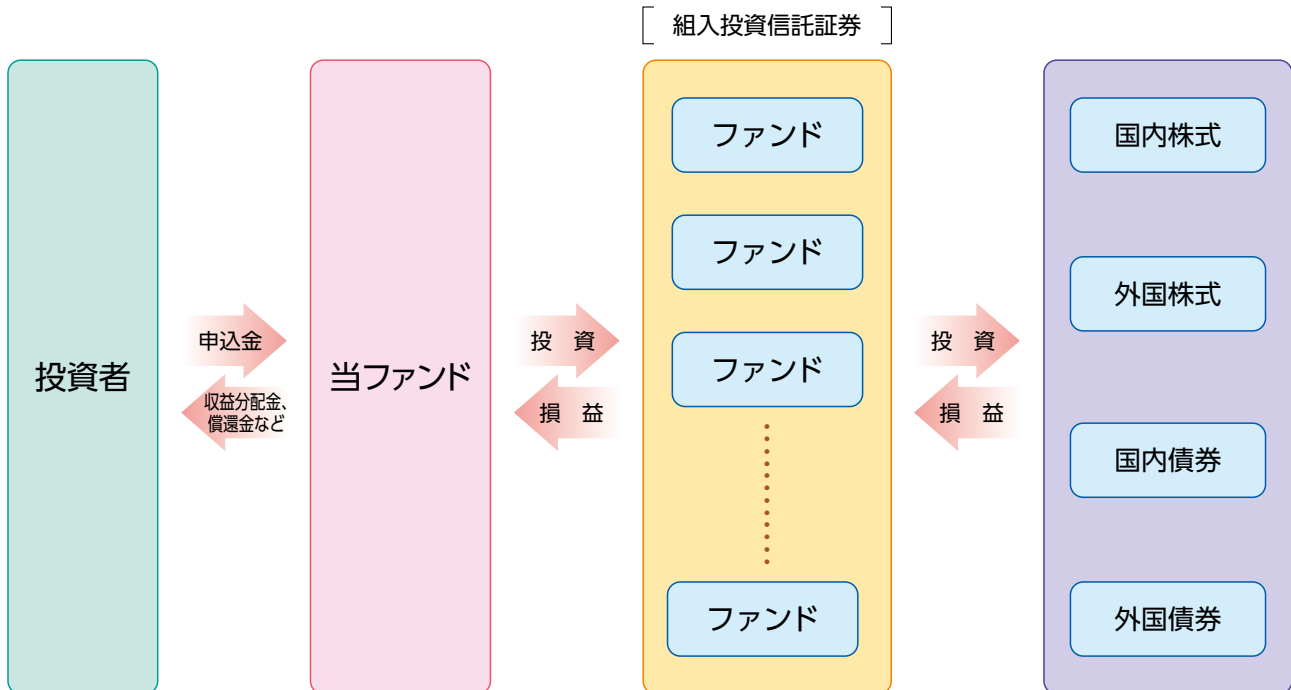 組入投資信託証券
投資者
申込金
収益分配金、
償還金など
当ファンド
投 資
損 益
ファンド
ファンド
ファンド
ファンド
投 資
損 益
国内株式
外国株式
国内債券
外国債券